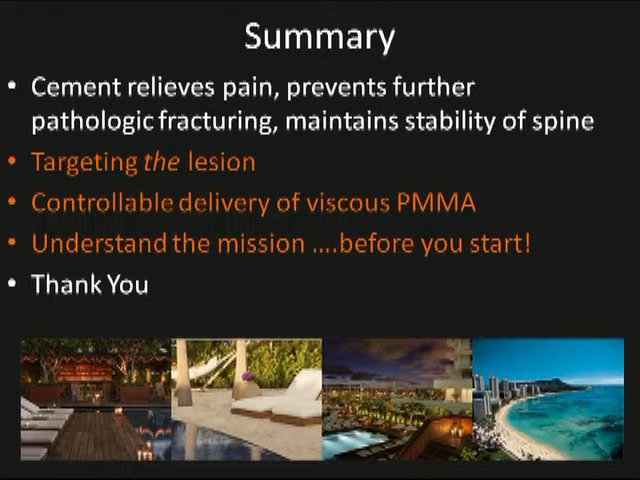 Summary
• Cement relieves pain, prevents further
pathologic fracturing, maintains stability of spine
• Targeting the lesion
• Controllable delivery of viscous PMMA
• Understand the mission ....before you start!
• Thank You